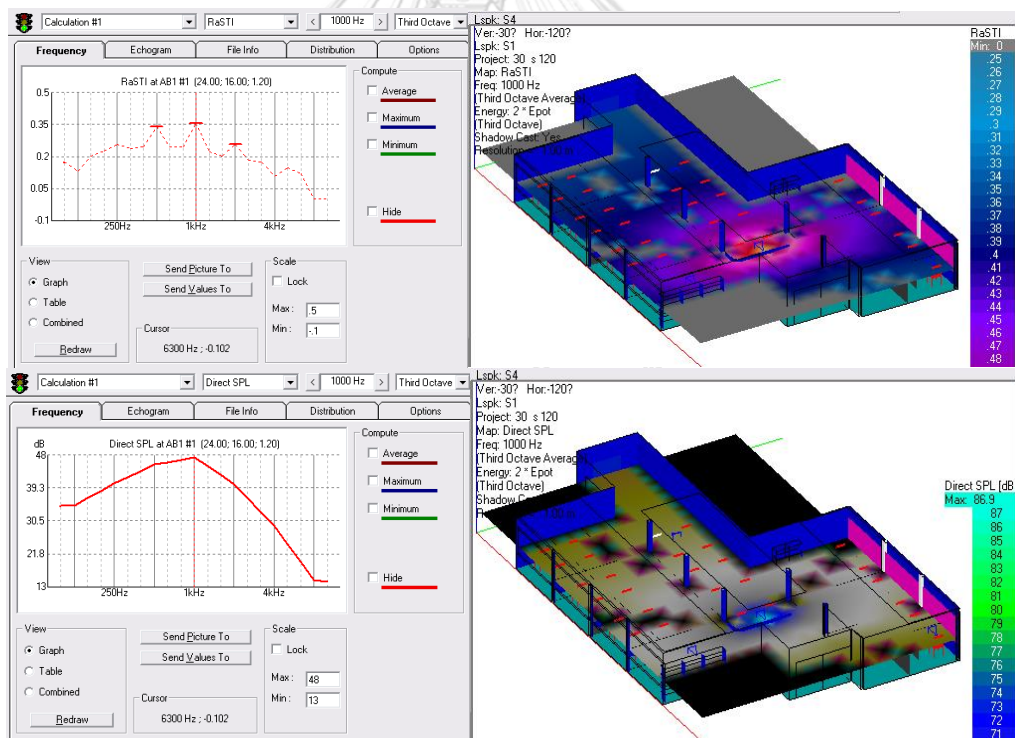 Calculation #1
RaSTI
< 1000 Hz >
Third Octave
Frequency
Echogram
File Info
Distribution
Options
RaSTI at AB1 #1 (24.00; 16.00; 1.20)
0.5
0.35
0.2
0.05
-0.1
250Hz
1kHz
4kHz
Compute
Average
Maximum
Minimum
Hide
View
Graph
Table
Combined
Redraw
Send Picture To
Send Values To
Cursor
6300 Hz ; -0.102
Scale
Lock
Max : .5
Min : -.1
Lspk: S4
Ver:-30? Hor:-120?
Lspk: S1
Project: 30 s 120
Map: RaSTI
Freq: 1000 Hz
(Third Octave Average
Energy: 2 * Epot
(Third Octave)
Shadow Cast: Yes
Resolution 1.00 m
RaSTI
Min: 0
.25
.26
.27
.28
.29
.3
.31
.32
.33
.34
.35
.36
.37
.38
.39
.4
.41
.42
.43
.44
.45
.46
.47
.48
Calculation #1
Direct SPL
< 1000 Hz >
Third Octave
Frequency
Echogram
File Info
Distribution
Options
dB
Direct SPL at AB1 #1 (24.00; 16.00; 1.20)
48
39.3
30.5
21.8
13
250Hz
1kHz
4kHz
Compute
Average
Maximum
Minimum
Hide
View
Graph
Table
Combined
Redraw
Send Picture To
Send Values To
Cursor
6300 Hz ; -0.102
Scale
Lock
Max : 48
Min : 13
Lspk: S4
Ver:-30? Hor:-120?
Lspk: S1
Project: 30 s 120
Map: Direct SPL
Freq: 1000 Hz
(Third Octave Average
Energy: 2 * Epot
(Third Octave)
Shadow
1.00 m
Direct SPL [dB
Max: 86.9
87
86
85
84
83
82
81
80
79
78
77
76
75
74
73
72
71